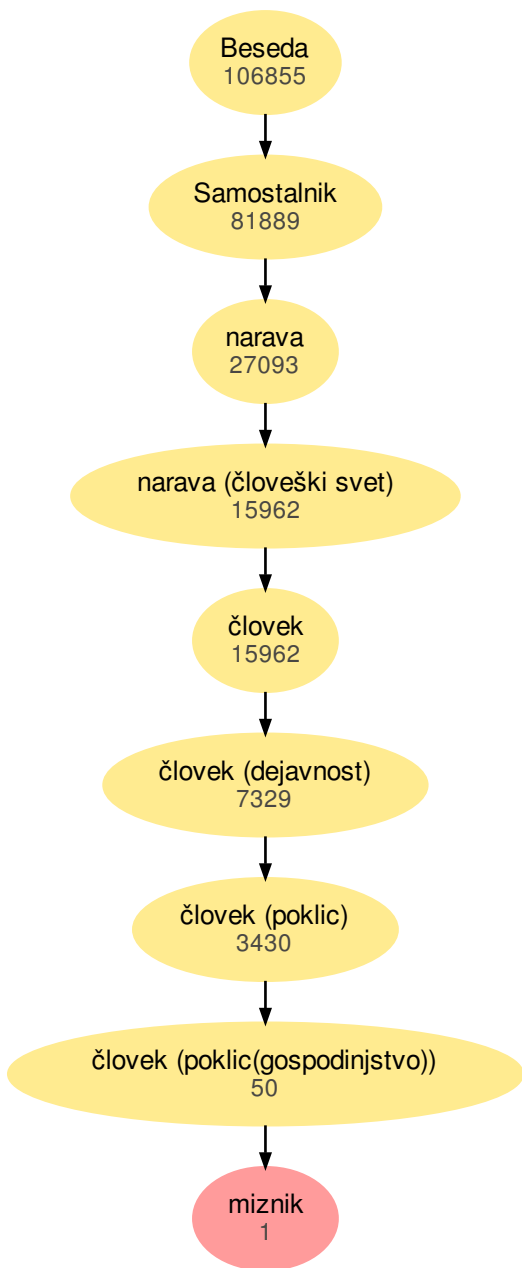 Beseda
106855
Samostalnik
81889
narava
27093
narava (človeški svet)
15962
človek
15962
človek (dejavnost)
7329
človek (poklic)
3430
človek (poklic(gospodinjstvo))
50
miznik
1